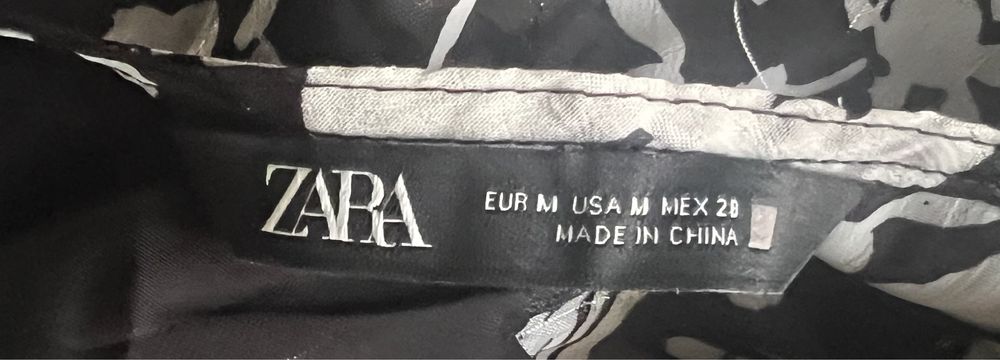 ZARA
EUR M USA M MEX 28
MADE IN CHINA